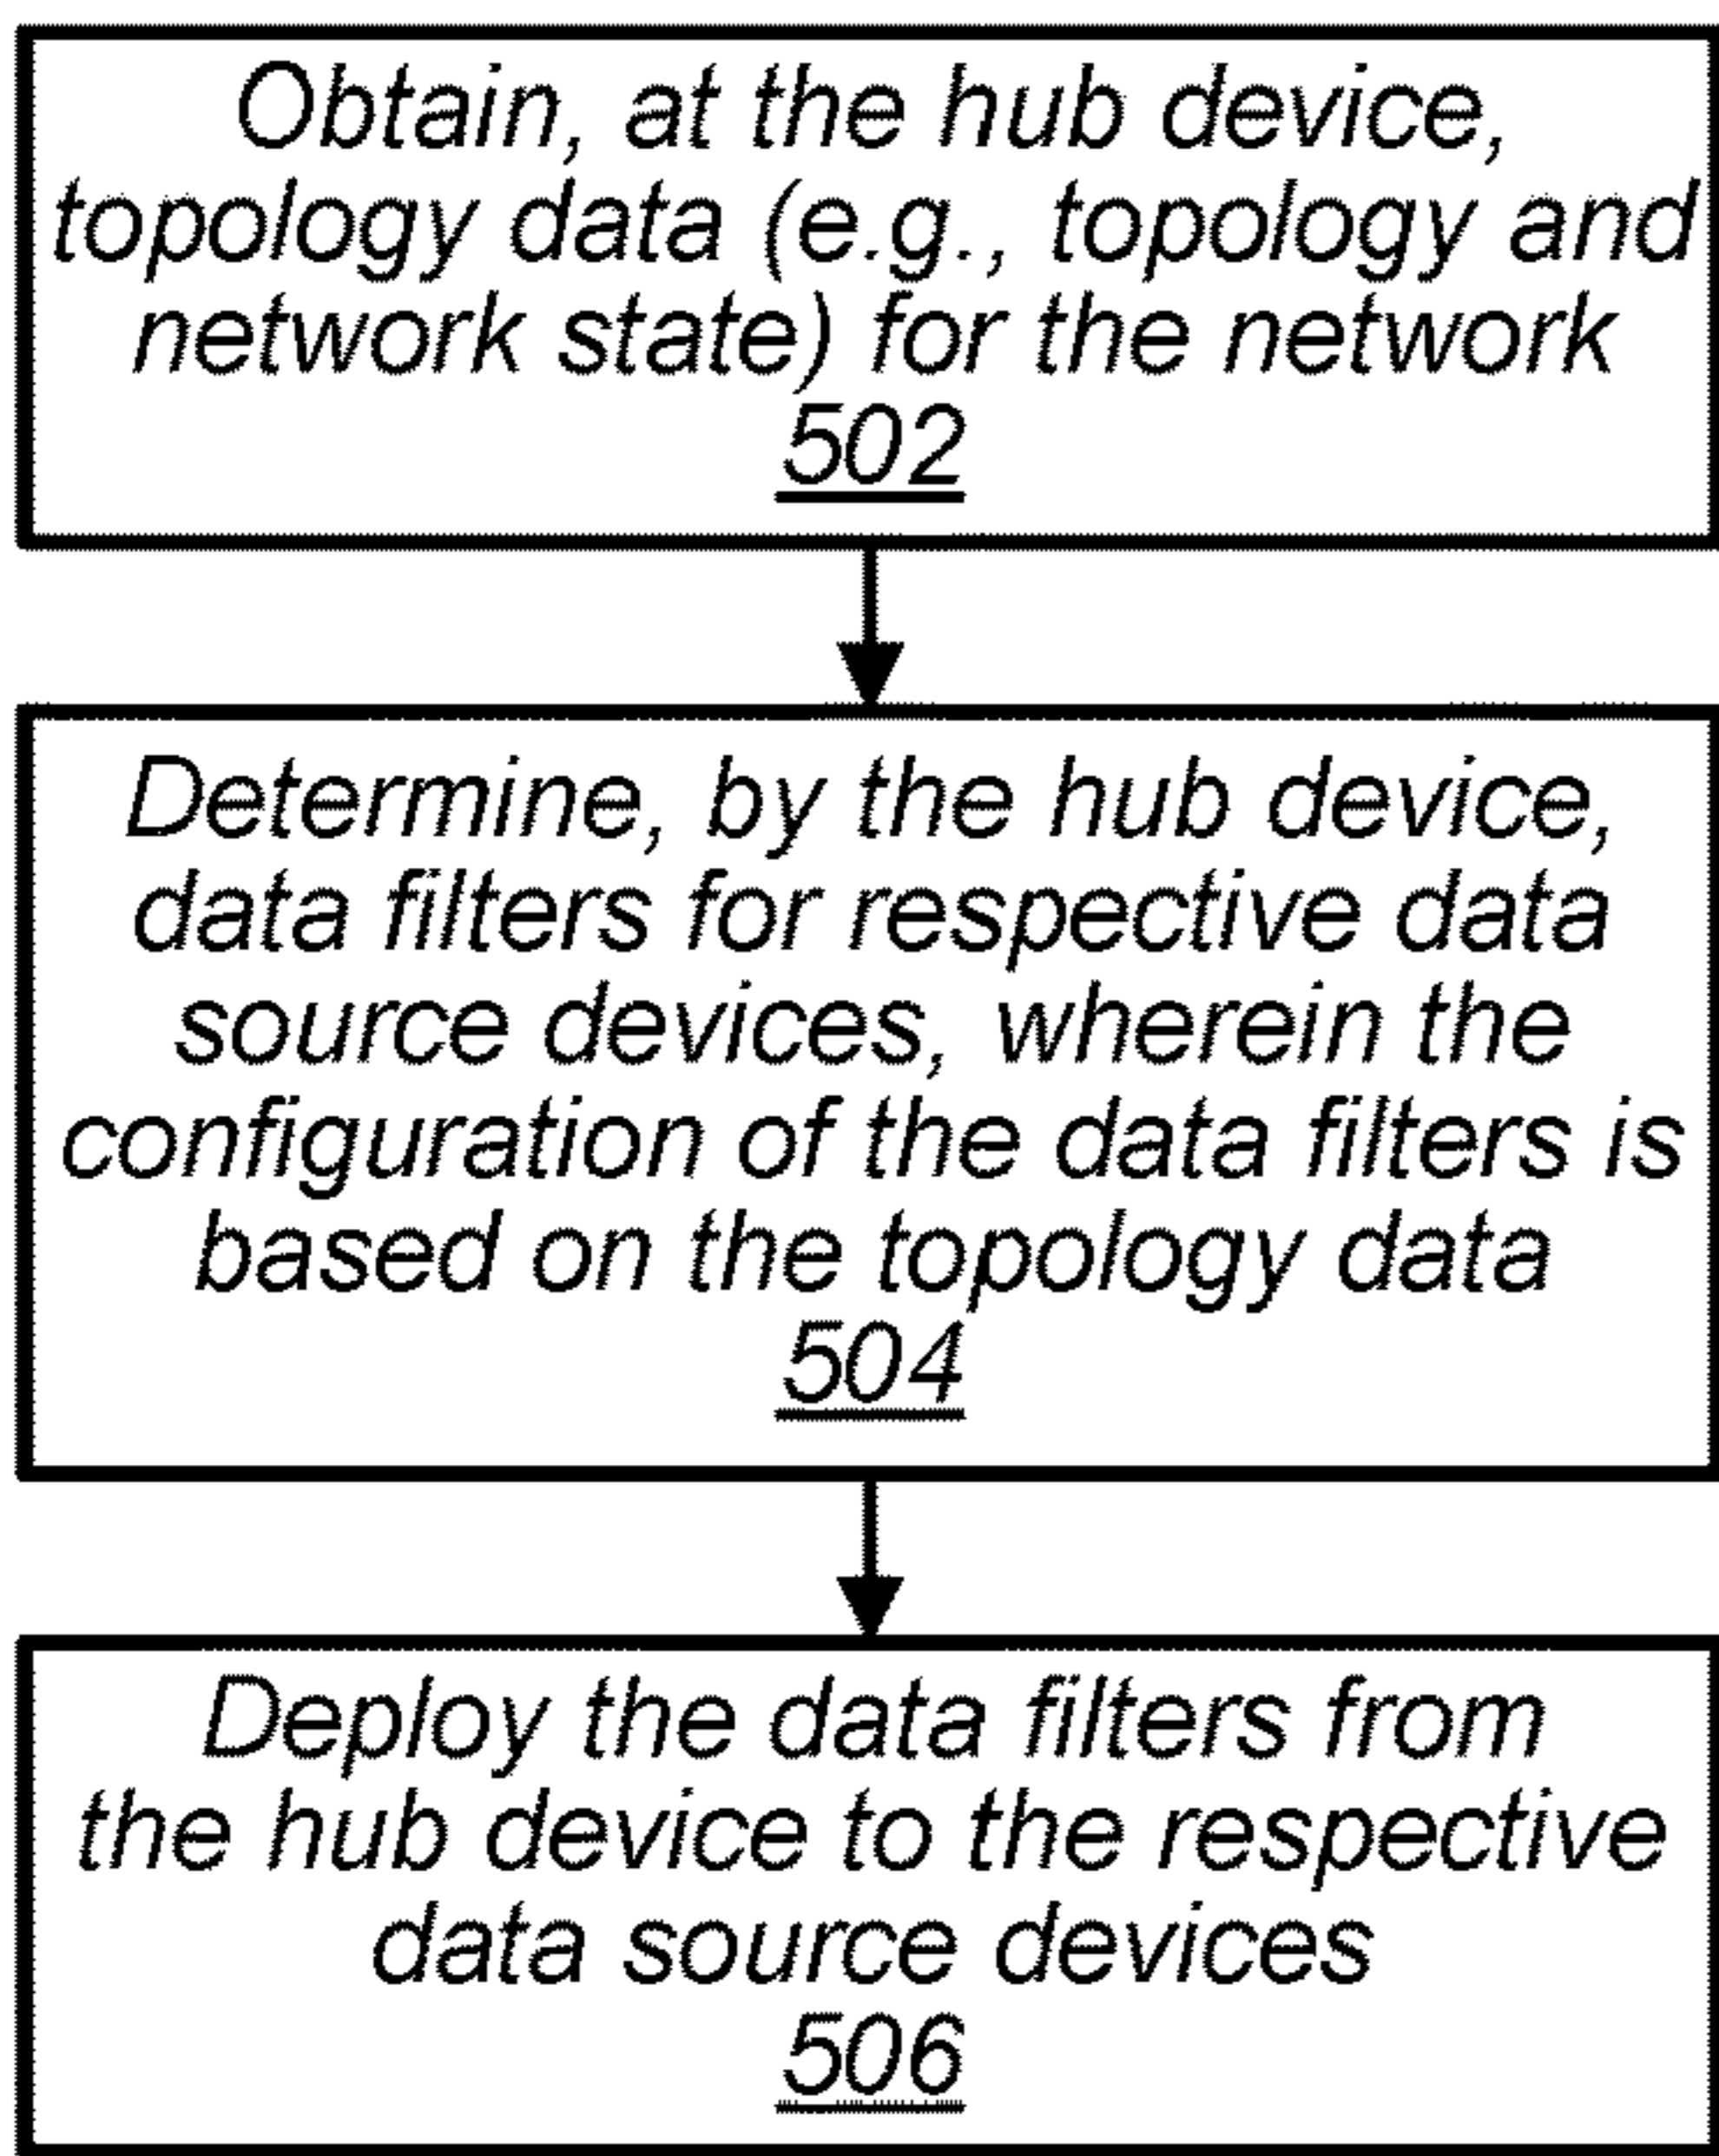 Obtain, at the hub device,
topology data (e.g., topology and
network state) for the network
502
Determine, by the hub device,
data filters for respective data
source devices, wherein the
configuration of the data filters is
based on the topology data
504
Deploy the data filters from
the hub device to the respective
data source devices
506